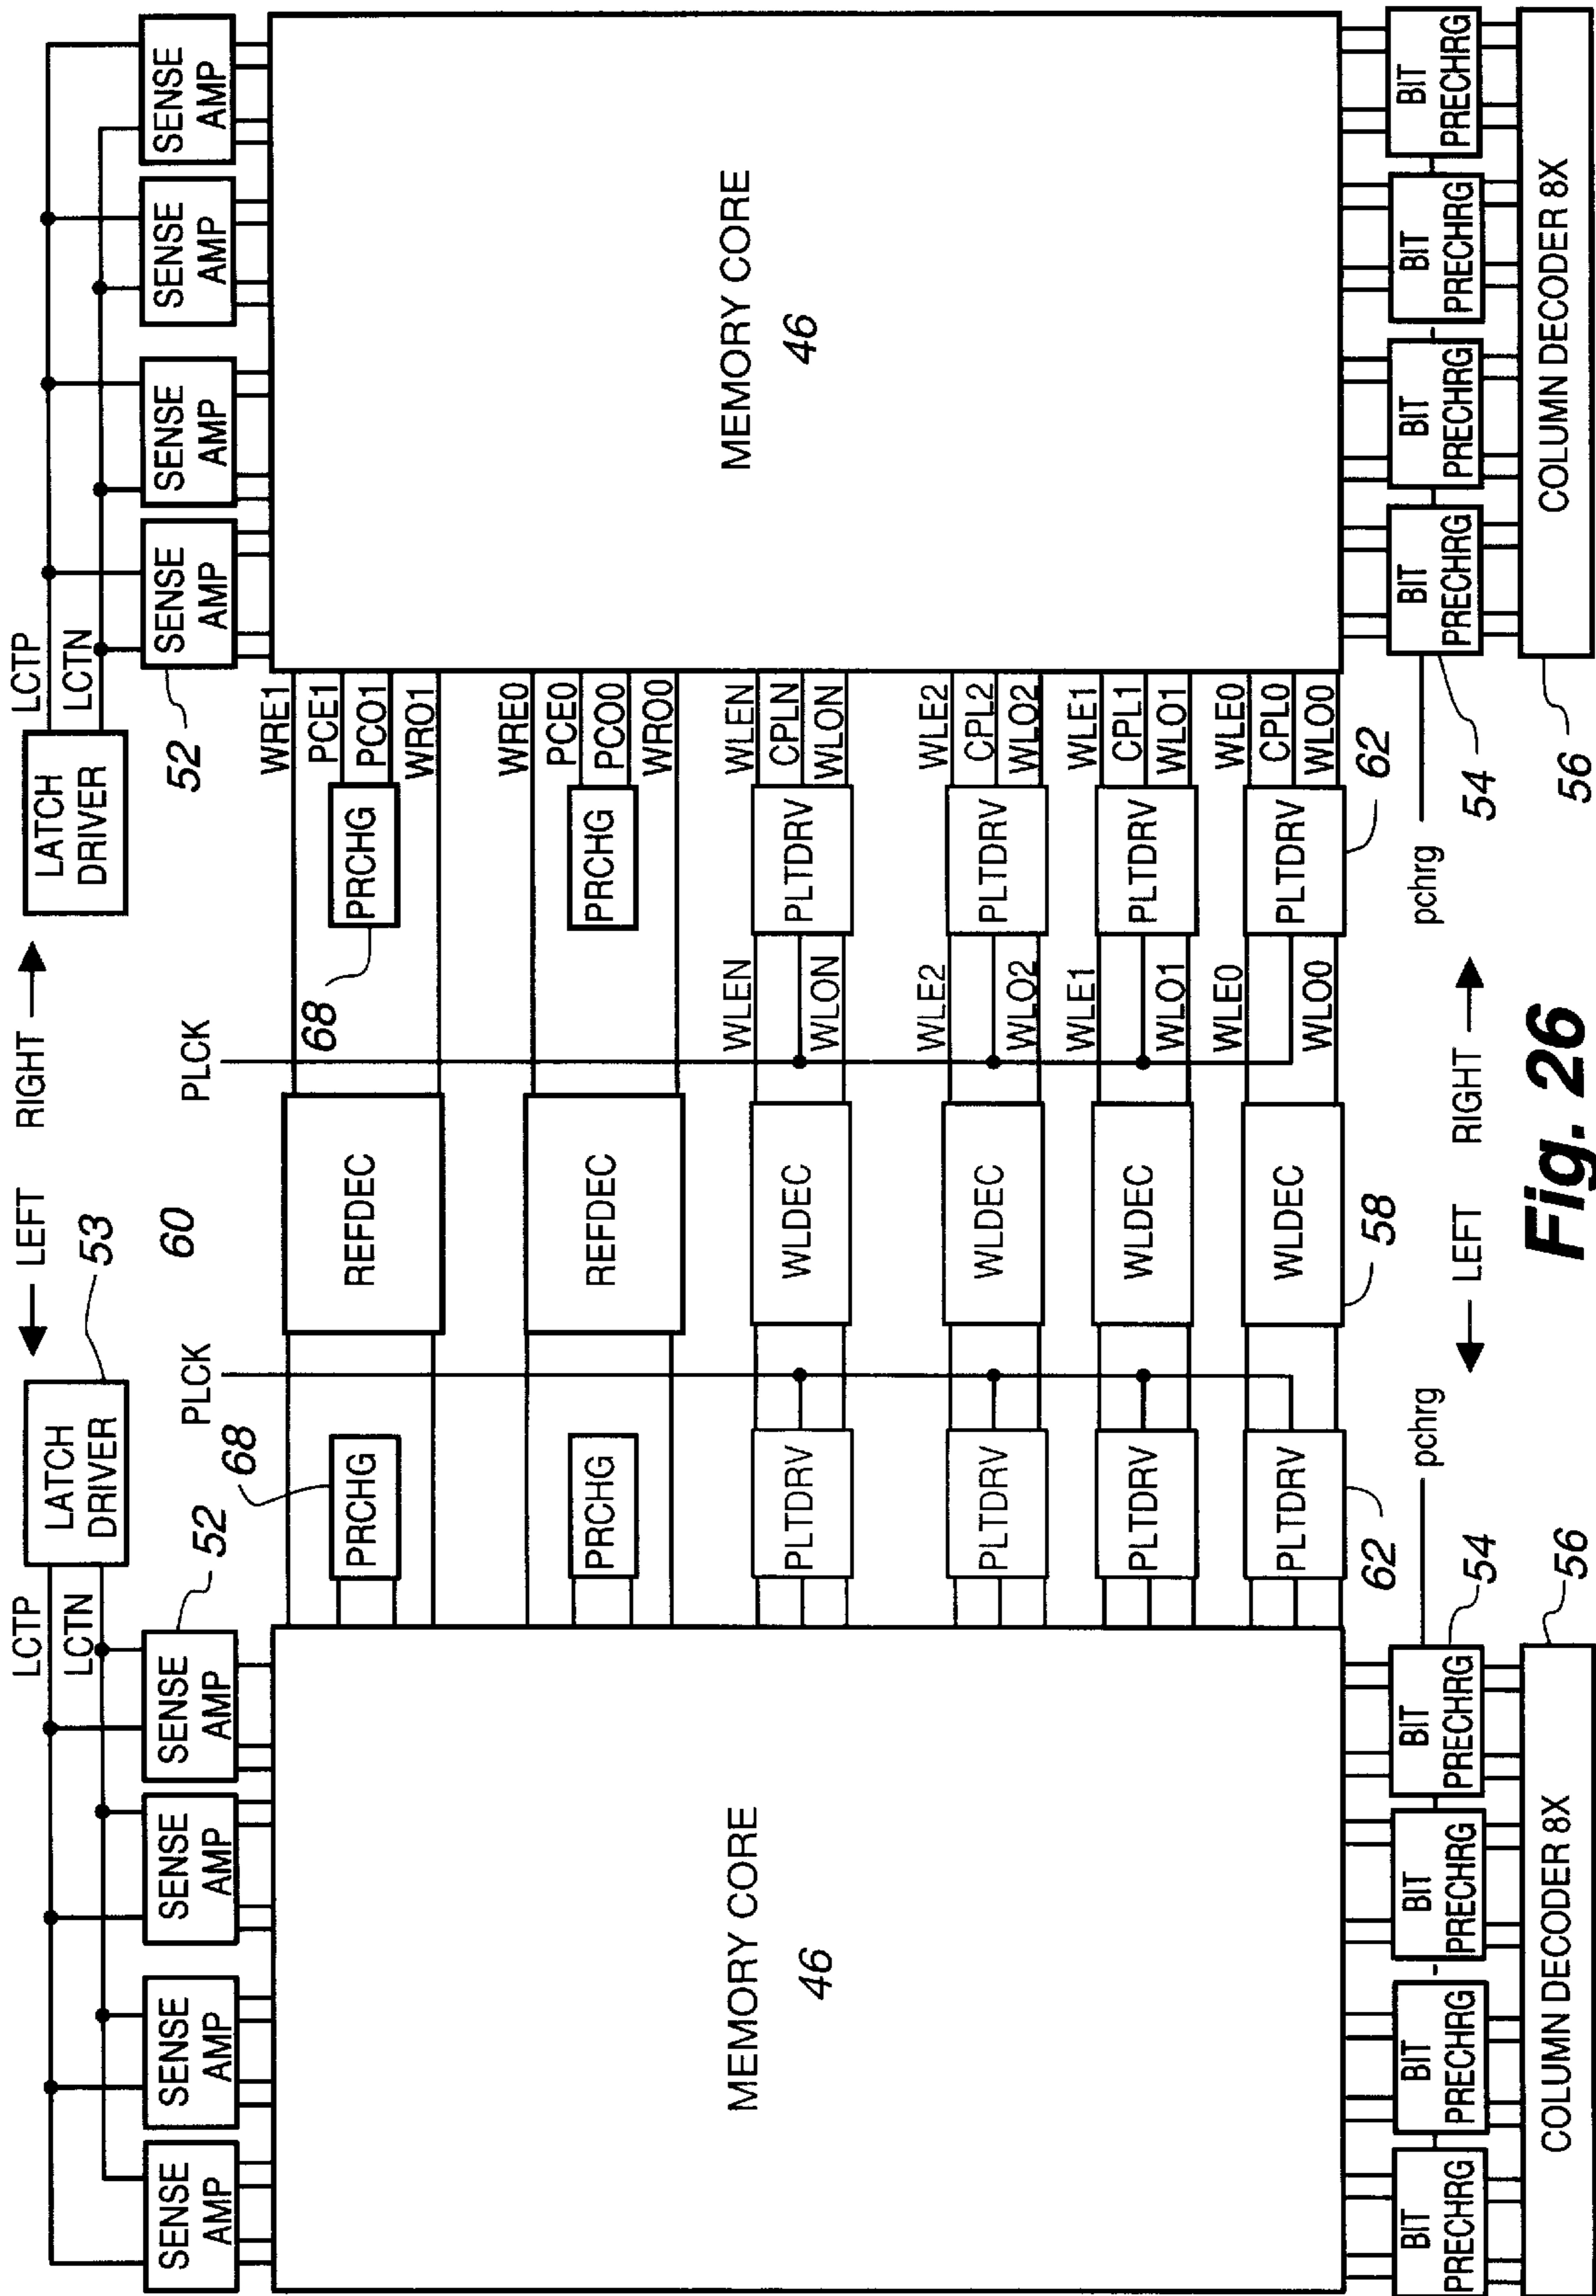 ← LEFT RIGHT →
LCTP
LCTN
LATCH
DRIVER
53
LATCH
DRIVER
LCTP
LCTN
SENSE
AMP
SENSE
AMP
SENSE
AMP
SENSE
AMP
52
60
52
SENSE
AMP
SENSE
AMP
SENSE
AMP
SENSE
AMP
68
PLCK
PLCK
PRCHG
REFDEC
68
PRCHG
WRE1
PCE1
PCO1
WRO1
PRCHG
REFDEC
PRCHG
WRE0
PCE0
PCO0
WRO0
MEMORY CORE
46
MEMORY CORE
46
PLTDRV
WLDEC
WLEN
WLON
PLTDRV
WLEN
CPLN
WLON
PLTDRV
WLDEC
WLE2
WLO2
PLTDRV
WLE2
CPL2
WLO2
PLTDRV
WLDEC
WLE1
WLO1
PLTDRV
WLE1
CPL1
WLO1
PLTDRV
WLDEC
WLE0
WLO0
PLTDRV
WLE0
CPL0
WLO0
62
58
62
BIT
PRECHRG
BIT
PRECHRG
BIT
PRECHRG
BIT
PRECHRG
pchrg
← LEFT RIGHT →
pchrg
BIT
PRECHRG
BIT
PRECHRG
BIT
PRECHRG
BIT
PRECHRG
54
54
COLUMN DECODER 8X
56
56
COLUMN DECODER 8X
Fig. 26